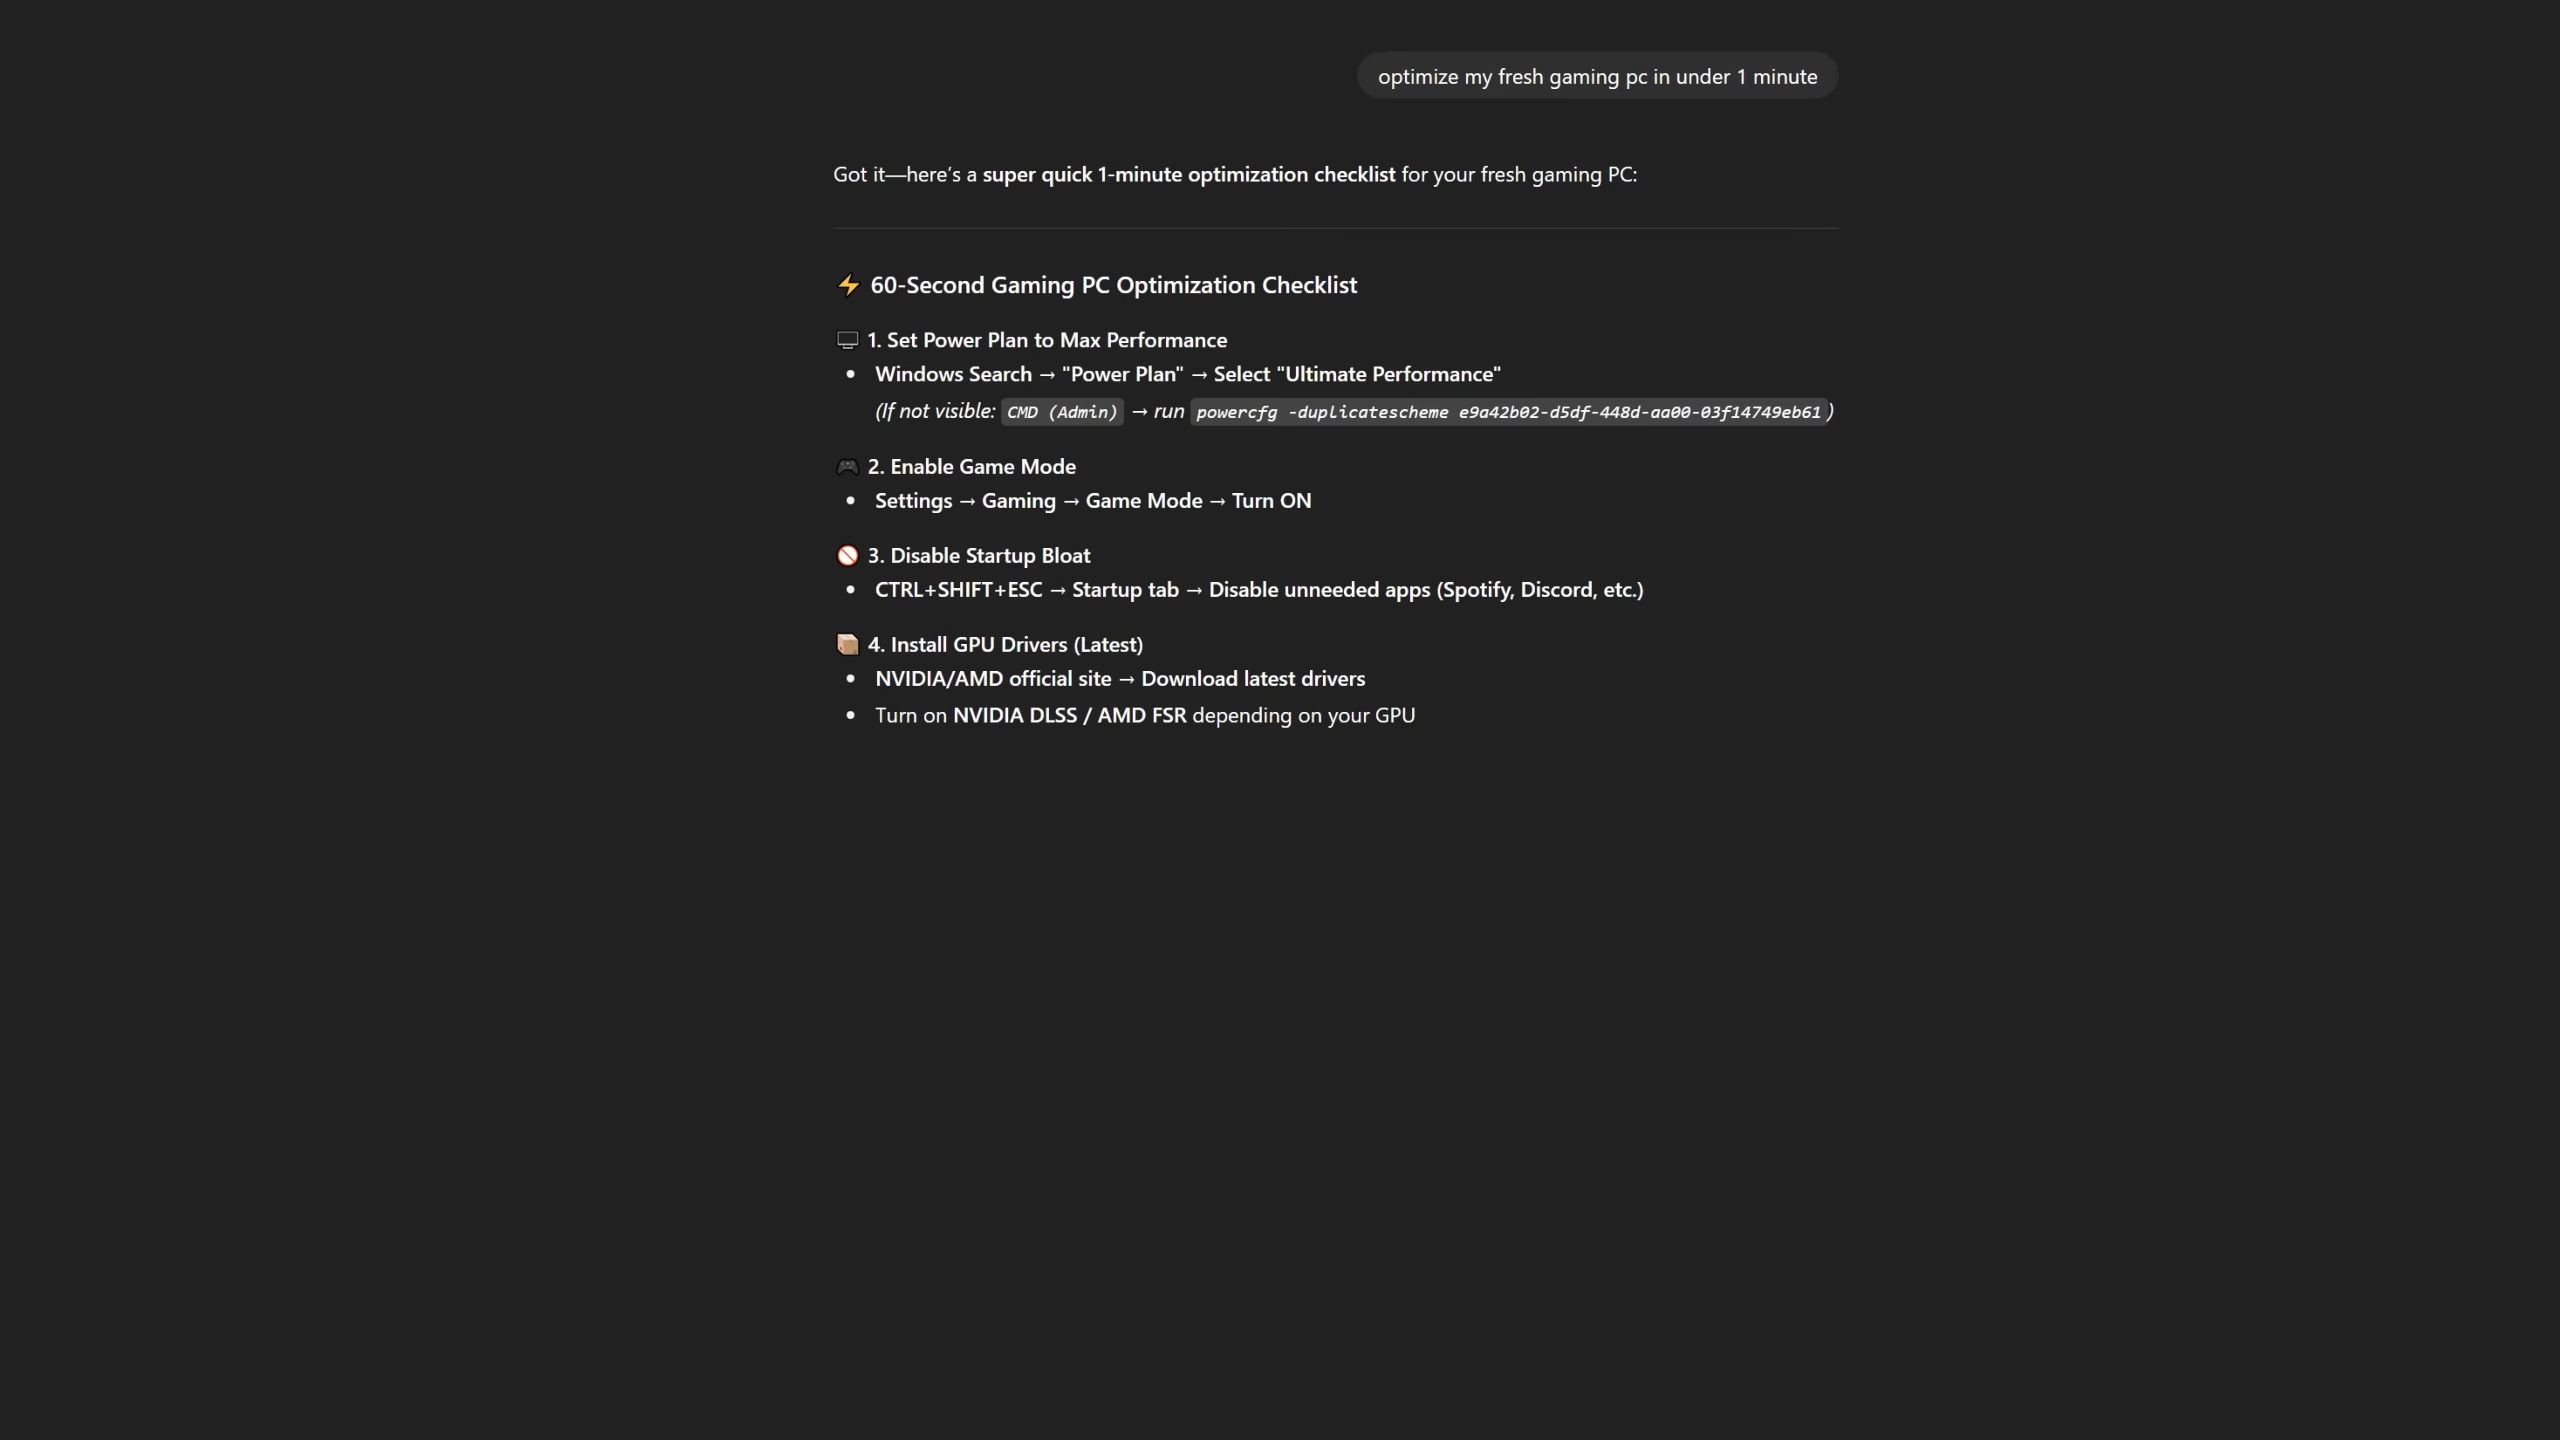 optimize my fresh gaming pc in under 1 minute
Got it—here's a super quick 1-minute optimization checklist for your fresh gaming PC:
⚡ 60-Second Gaming PC Optimization Checklist
🖥️ 1. Set Power Plan to Max Performance
• Windows Search → "Power Plan" → Select "Ultimate Performance"
(If not visible: CMD (Admin) → run powercfg -duplicatescheme e9a42b02-d5df-448d-aa00-03f14749eb61)
🎮 2. Enable Game Mode
• Settings → Gaming → Game Mode → Turn ON
🚫 3. Disable Startup Bloat
• CTRL+SHIFT+ESC → Startup tab → Disable unneeded apps (Spotify, Discord, etc.)
📦 4. Install GPU Drivers (Latest)
• NVIDIA/AMD official site → Download latest drivers
• Turn on NVIDIA DLSS / AMD FSR depending on your GPU